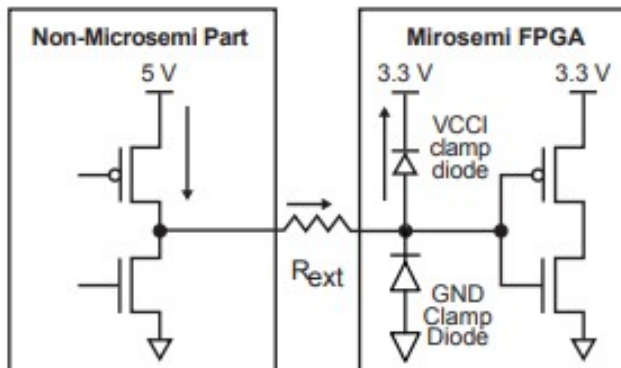 Non-Microsemi Part
5 V
Rext
Mirosemi FPGA
3.3 V
3.3 V
VCCI
clamp
diode
GND
Clamp
Diode